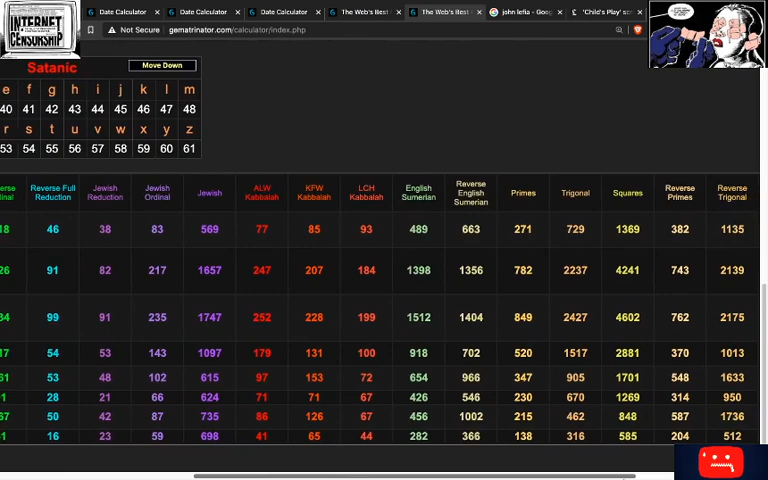 INTERNET
CENSORSHIP
Date Calculator
Date Calculator
Date Calculator
The Web's Best
The Web's Best
john lefia - Goog
'Child's Play'
Not Secure gematrinator.com/calculator/index.php
Satanic
Move Down
e f g h i j k l m
40 41 42 43 44 45 46 47 48
r s t u v w x y z
53 54 55 56 57 58 59 60 61
Reverse Full Reduction
Jewish Reduction
Jewish Ordinal
Jewish
ALW Kabbalah
KFW Kabbalah
LCH Kabbalah
English Sumerian
Reverse English Sumerian
Primes
Trigonal
Squares
Reverse Primes
Reverse Trigonal
18 46 38 83 569 77 85 93 489 663 271 729 1369 382 1135
26 91 82 217 1657 247 207 184 1398 1356 782 2237 4241 743 2139
34 99 91 235 1747 252 228 199 1512 1404 849 2427 4602 762 2175
17 54 53 143 1097 179 131 100 918 702 520 1517 2881 370 1013
61 53 48 102 615 97 153 72 654 966 347 905 1701 548 1633
28 21 66 624 71 71 67 426 546 230 670 1269 314 950
67 50 42 87 735 86 126 67 456 1002 215 462 848 587 1736
16 23 59 698 41 65 44 282 366 138 316 585 204 512